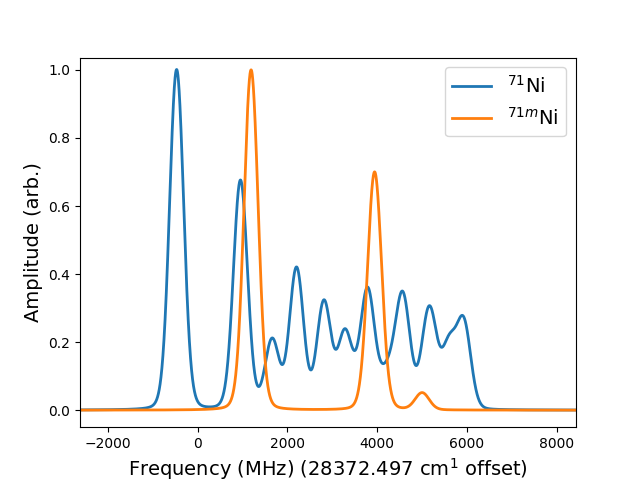 1.0
0.8
0.6
0.4
0.2
0.0
Amplitude (arb.)
⁷¹Ni
⁷¹ᵐNi
−2000 0 2000 4000 6000 8000
Frequency (MHz) (28372.497 cm¹ offset)